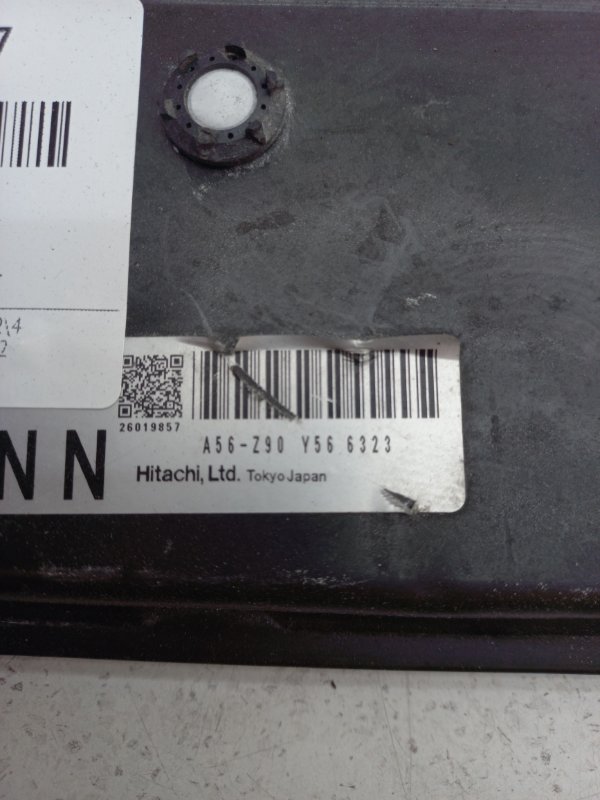 7
26019857
NN
A56-Z90 Y56 6323
Hitachi, Ltd. Tokyo Japan